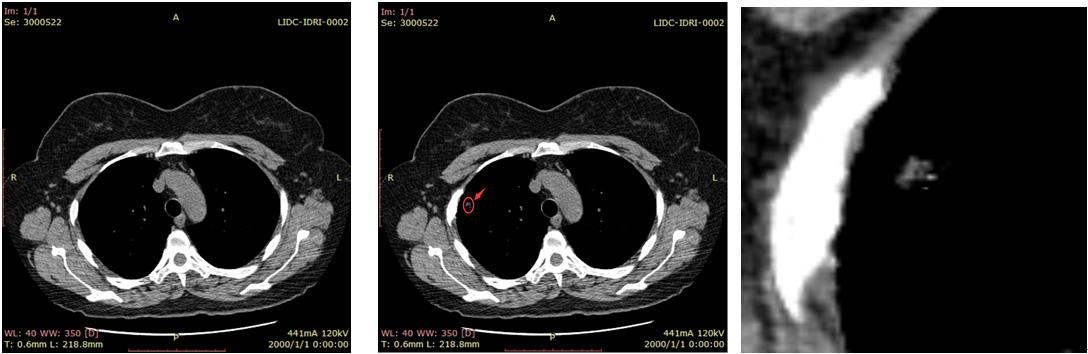 Im: 1/1
Se: 3000522
A
LIDC-IDRI-0002
R
L
WL: 40 WW: 350 [D]
T: 0.6mm L: 218.8mm
P
441mA 120kV
2000/1/1 0:00:00
Im: 1/1
Se: 3000522
A
LIDC-IDRI-0002
R
L
WL: 40 WW: 350 [D]
T: 0.6mm L: 218.8mm
P
441mA 120kV
2000/1/1 0:00:00